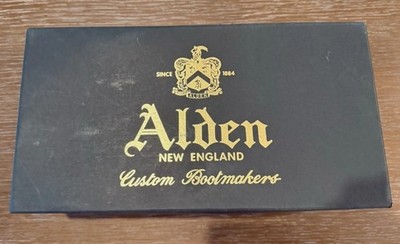 SINCE 1884
Alden
NEW ENGLAND
Custom Bootmakers